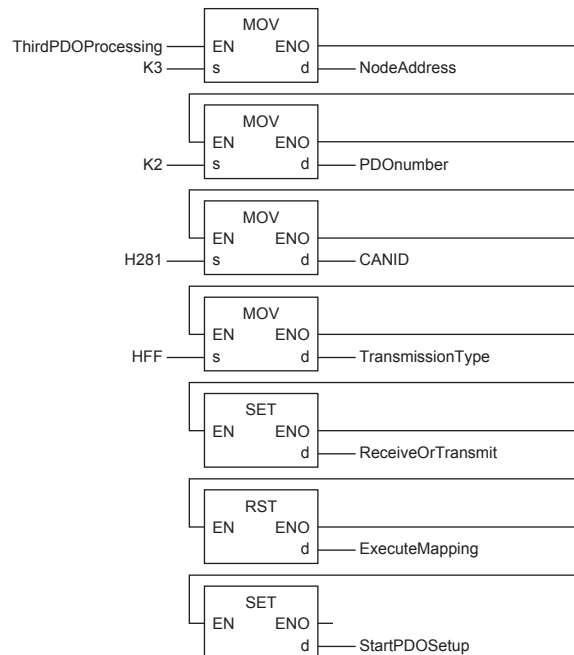 MOV
ThirdPDOProcessing EN ENO
K3 s d NodeAddress
MOV
EN ENO
K2 s d PDOnumber
MOV
EN ENO
H281 s d CANID
MOV
EN ENO
HFF s d TransmissionType
SET
EN ENO
d ReceiveOrTransmit
RST
EN ENO
d ExecuteMapping
SET
EN ENO
d StartPDOSetup